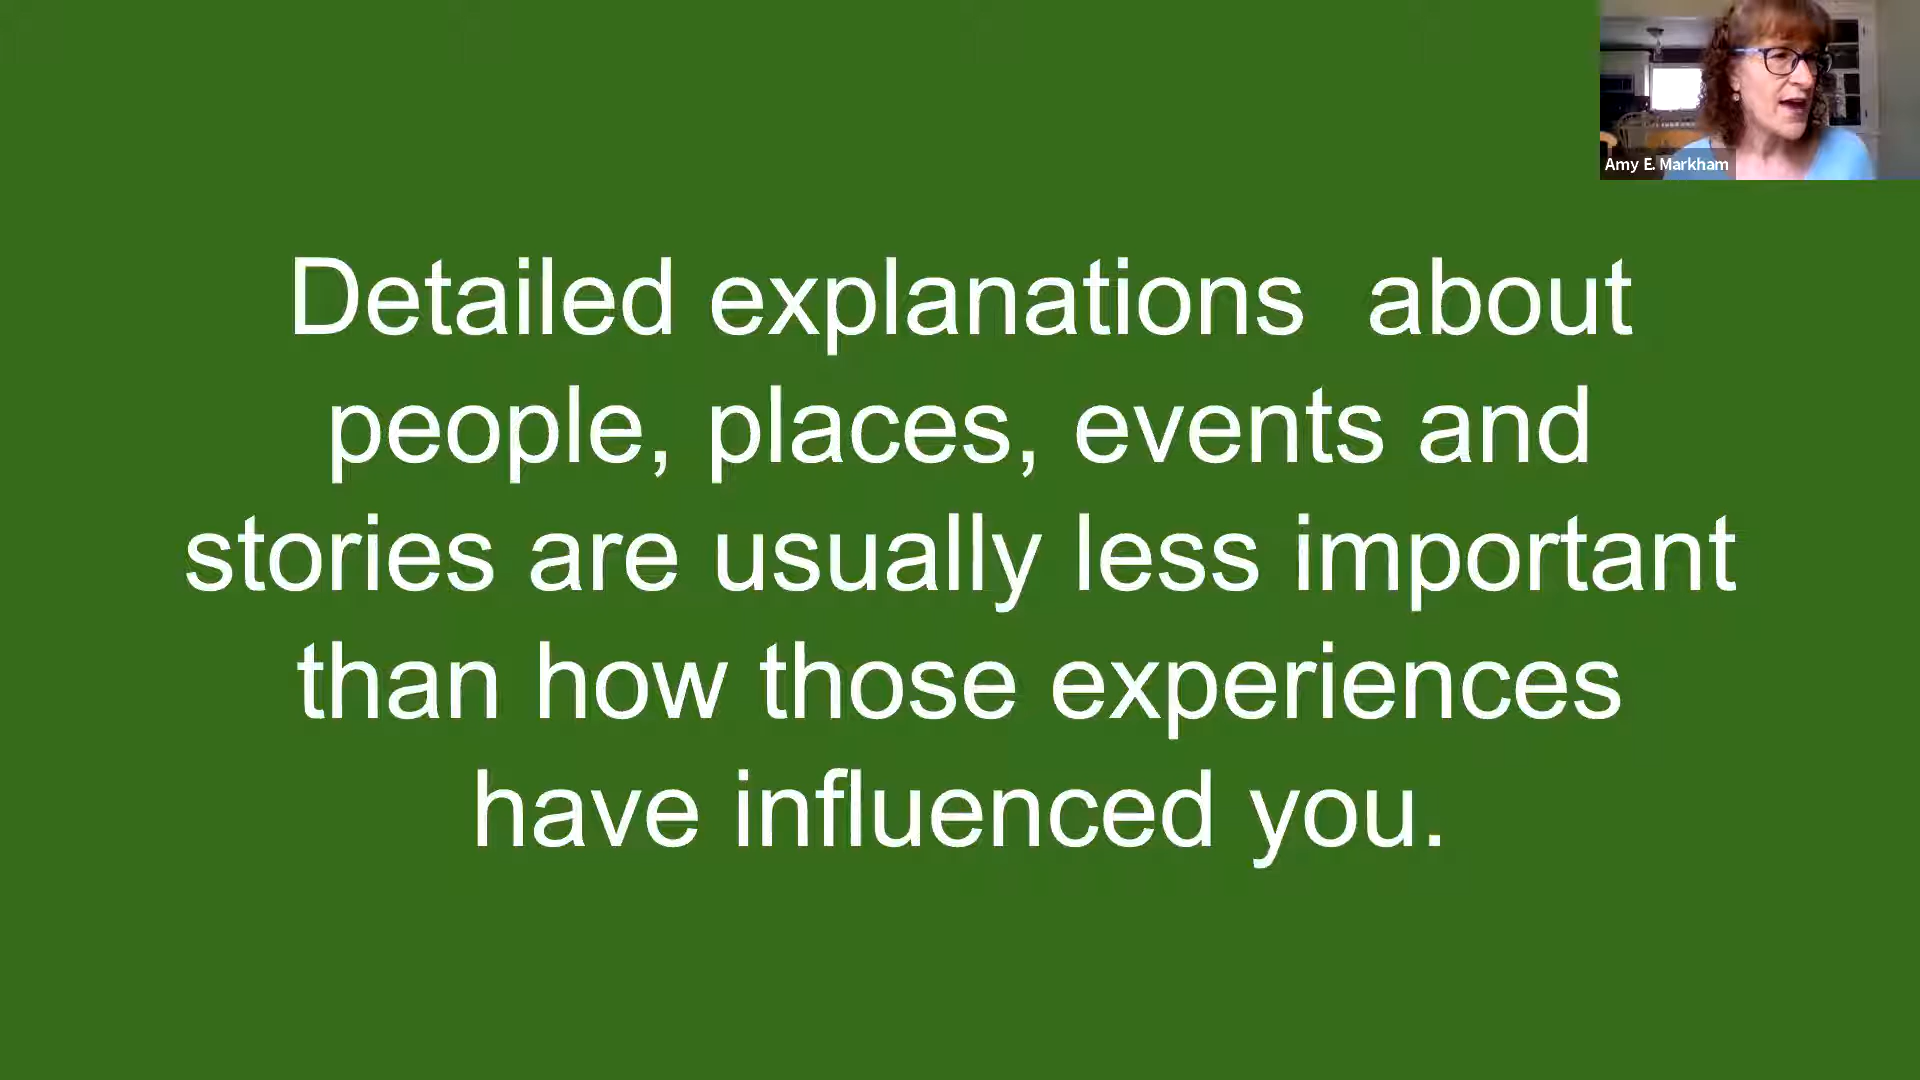 Amy E. Markham
Detailed explanations  about
people, places, events and
stories are usually less important
than how those experiences
have influenced you.